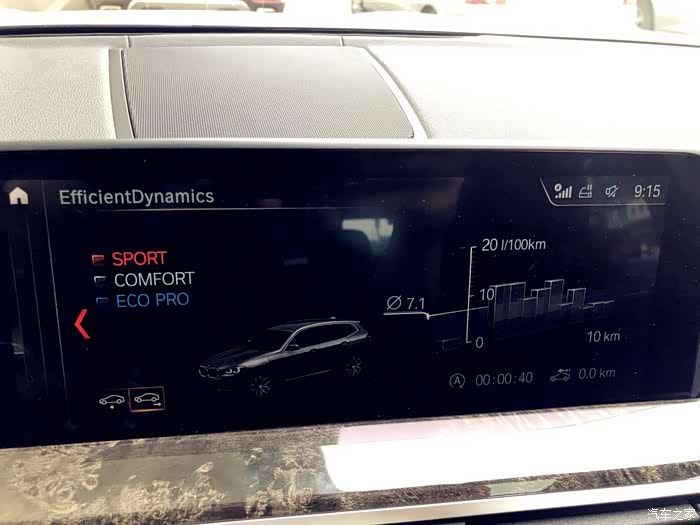 EfficientDynamics
9:15
SPORT
COMFORT
ECO PRO
20 l/100km
Ø 7.1
10
0
10 km
A 00:00:40
0.0 km
汽车之家